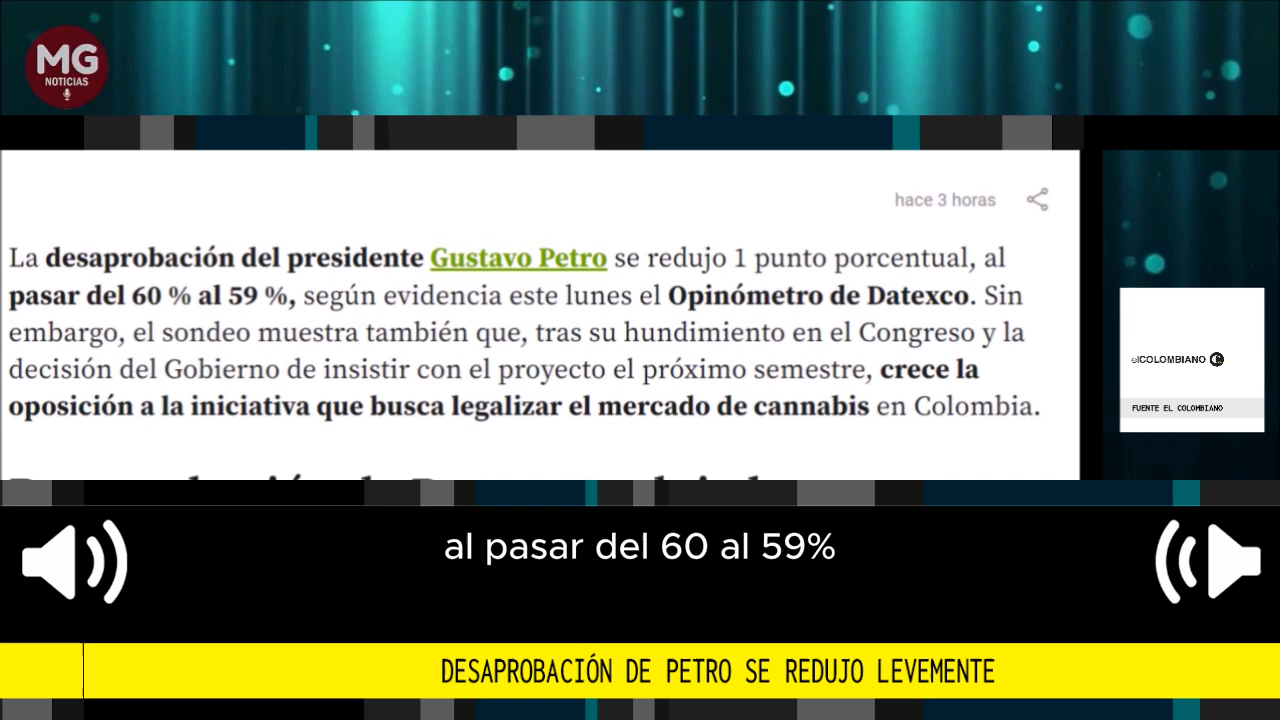 MG
NOTICIAS
hace 3 horas
La desaprobación del presidente Gustavo Petro se redujo 1 punto porcentual, al
pasar del 60 % al 59 %, según evidencia este lunes el Opinómetro de Datexco. Sin
embargo, el sondeo muestra también que, tras su hundimiento en el Congreso y la
decisión del Gobierno de insistir con el proyecto el próximo semestre, crece la
oposición a la iniciativa que busca legalizar el mercado de cannabis en Colombia.
elCOLOMBIANO
FUENTE EL COLOMBIANO
al pasar del 60 al 59%
DESAPROBACIÓN DE PETRO SE REDUJO LEVEMENTE